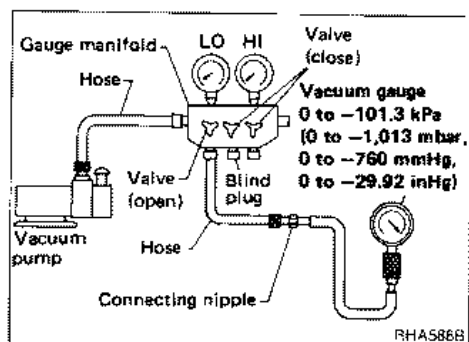 LO HI
Gauge manifold
Hose
Valve
(close)
Vacuum gauge
0 to −101.3 kPa
(0 to −1,013 mbar,
0 to −760 mmHg,
0 to −29.92 inHg)
Valve
(open)
Blind
plug
Vacuum
pump
Hose
Connecting nipple
RHA588B